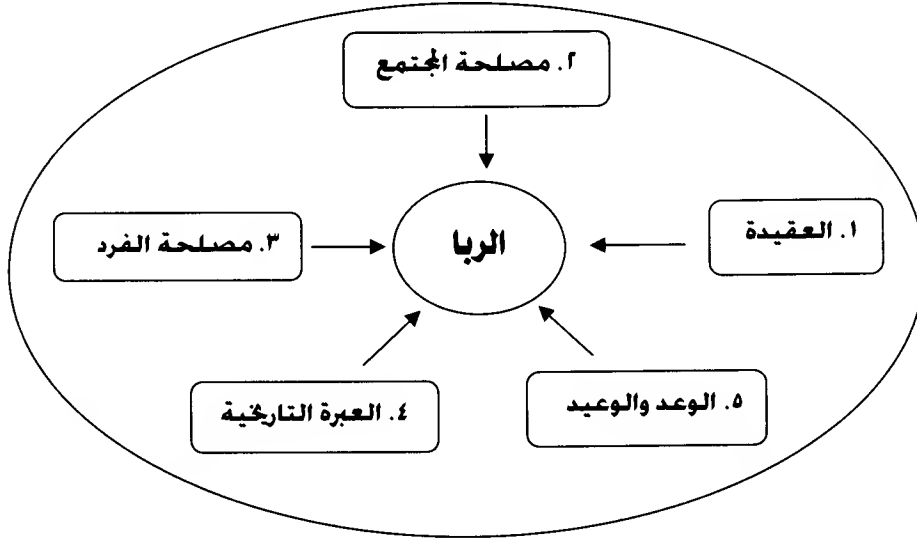 ٢. مصلحة المجتمع
١. العقيدة
الربا
٣. مصلحة الفرد
٥. الوعد والوعيد
٤. العبرة التاريخية